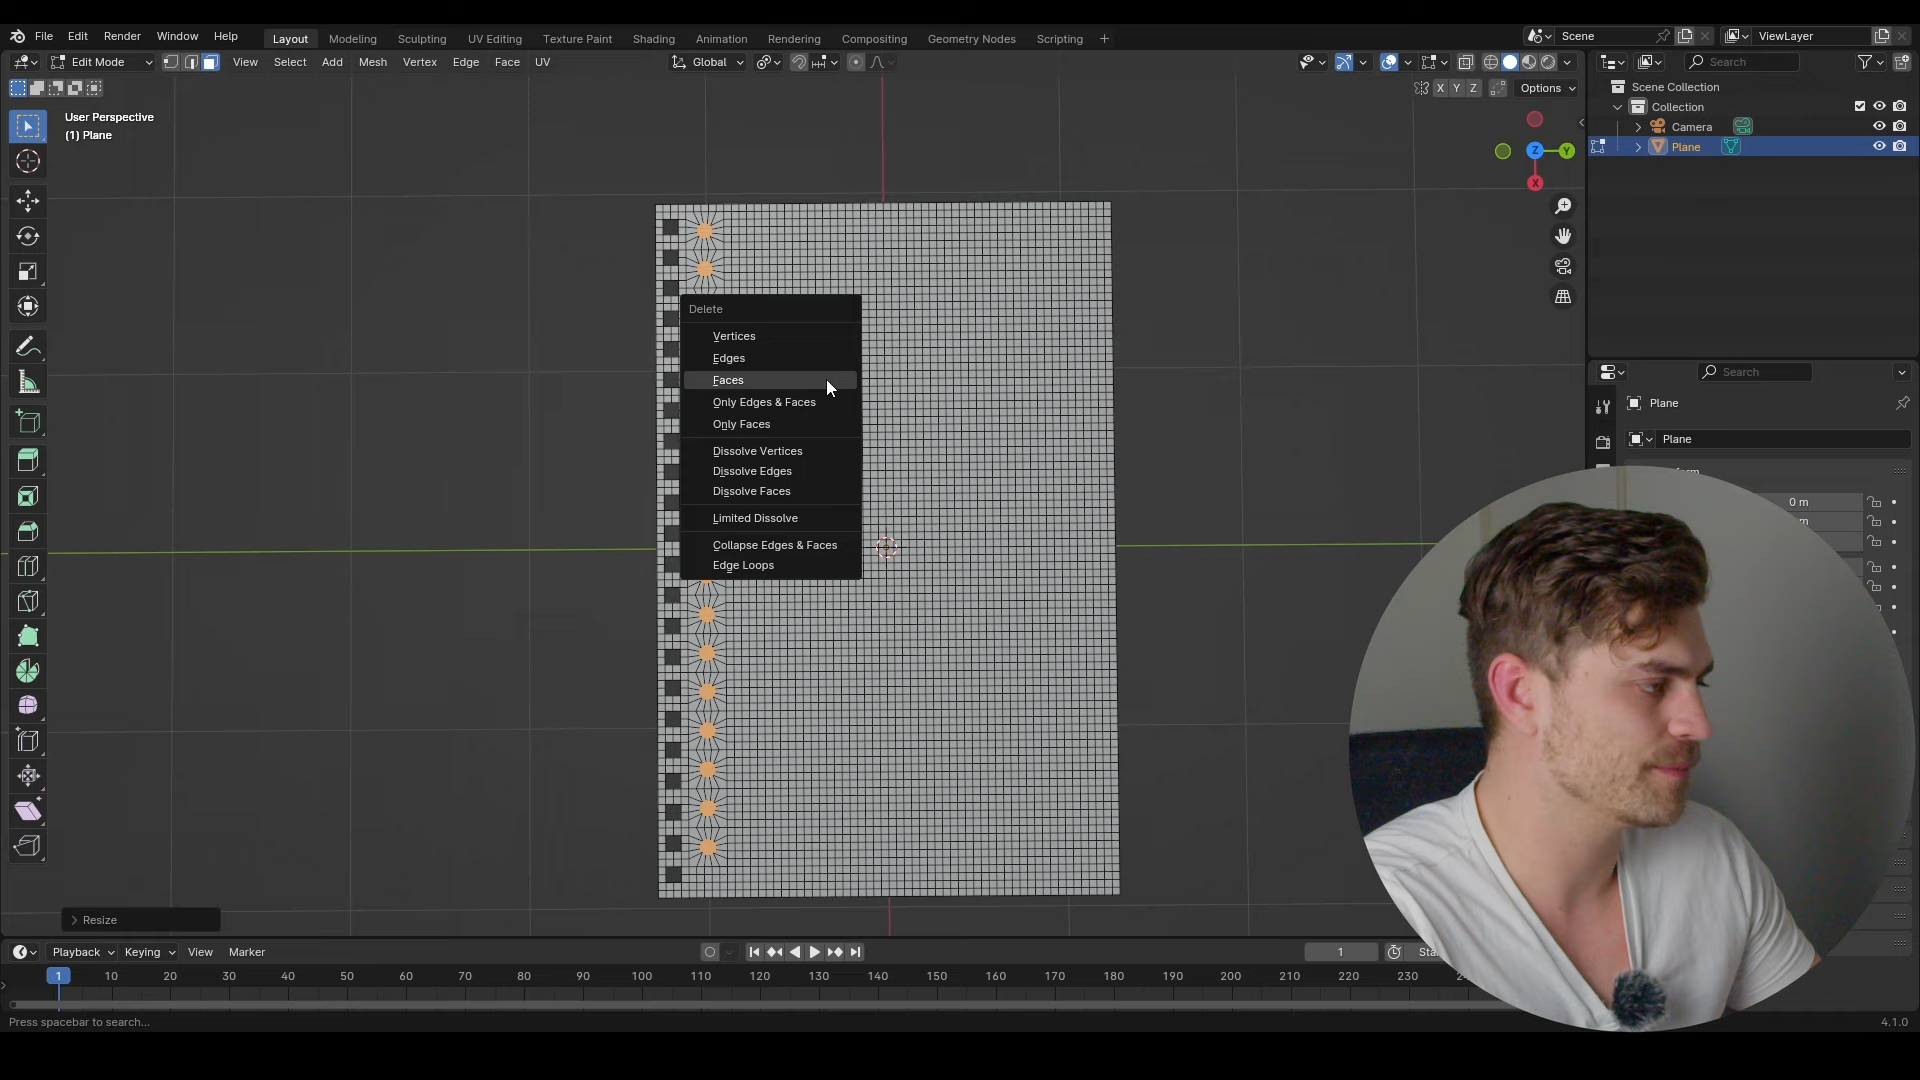 File Edit Render Window Help
Layout Modeling Sculpting UV Editing Texture Paint Shading Animation Rendering Compositing Geometry Nodes Scripting +
Scene
ViewLayer
Edit Mode
View Select Add Mesh Vertex Edge Face UV
Global
Search
X Y Z
Options
Scene Collection
Collection
Camera
Plane
User Perspective
(1) Plane
Z
Y
X
Delete
Vertices
Edges
Faces
Only Edges & Faces
Only Faces
Dissolve Vertices
Dissolve Edges
Dissolve Faces
Limited Dissolve
Collapse Edges & Faces
Edge Loops
Search
Plane
Plane
0 m
m
Resize
Playback Keying View Marker
1
1 10 20 30 40 50 60 70 80 90 100 110 120 130 140 150 160 170 180 190 200 210 220 230
Press spacebar to search...
4.1.0